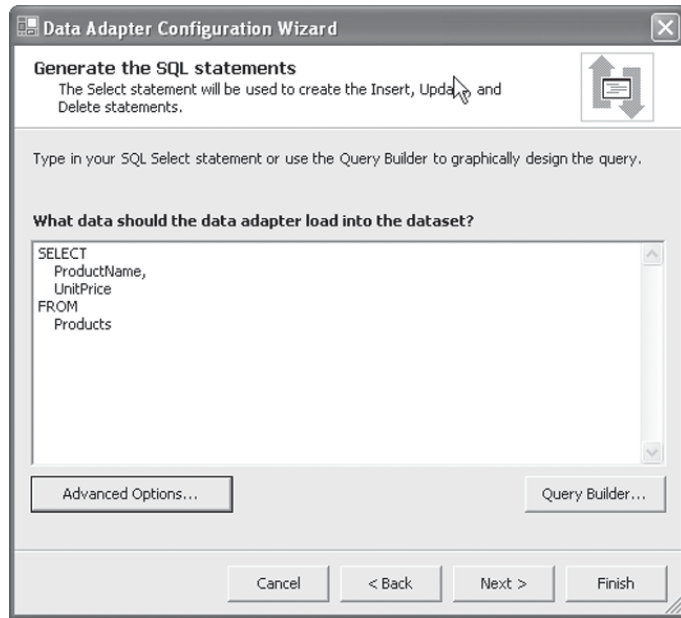 Data Adapter Configuration Wizard
Generate the SQL statements
The Select statement will be used to create the Insert, Update, and
Delete statements.
Type in your SQL Select statement or use the Query Builder to graphically design the query.
What data should the data adapter load into the dataset?
SELECT
ProductName,
UnitPrice
FROM
Products
Advanced Options...
Query Builder...
Cancel
< Back
Next >
Finish